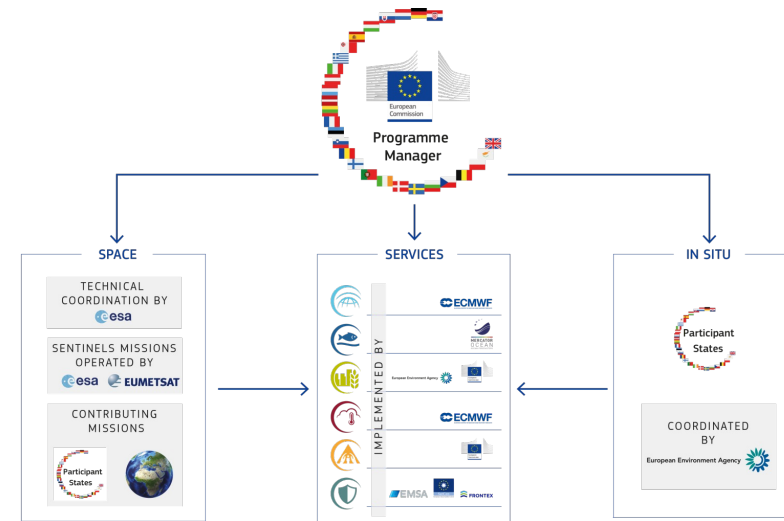 European
Commission
Programme
Manager
SPACE
TECHNICAL
COORDINATION BY
esa
SENTINELS MISSIONS
OPERATED BY
esa EUMETSAT
CONTRIBUTING
MISSIONS
Participant
States
SERVICES
IMPLEMENTED BY
ECMWF
MERCATOR
OCEAN
European Environment Agency
ECMWF
EMSA FRONTEX
IN SITU
Participant
States
COORDINATED
BY
European Environment Agency